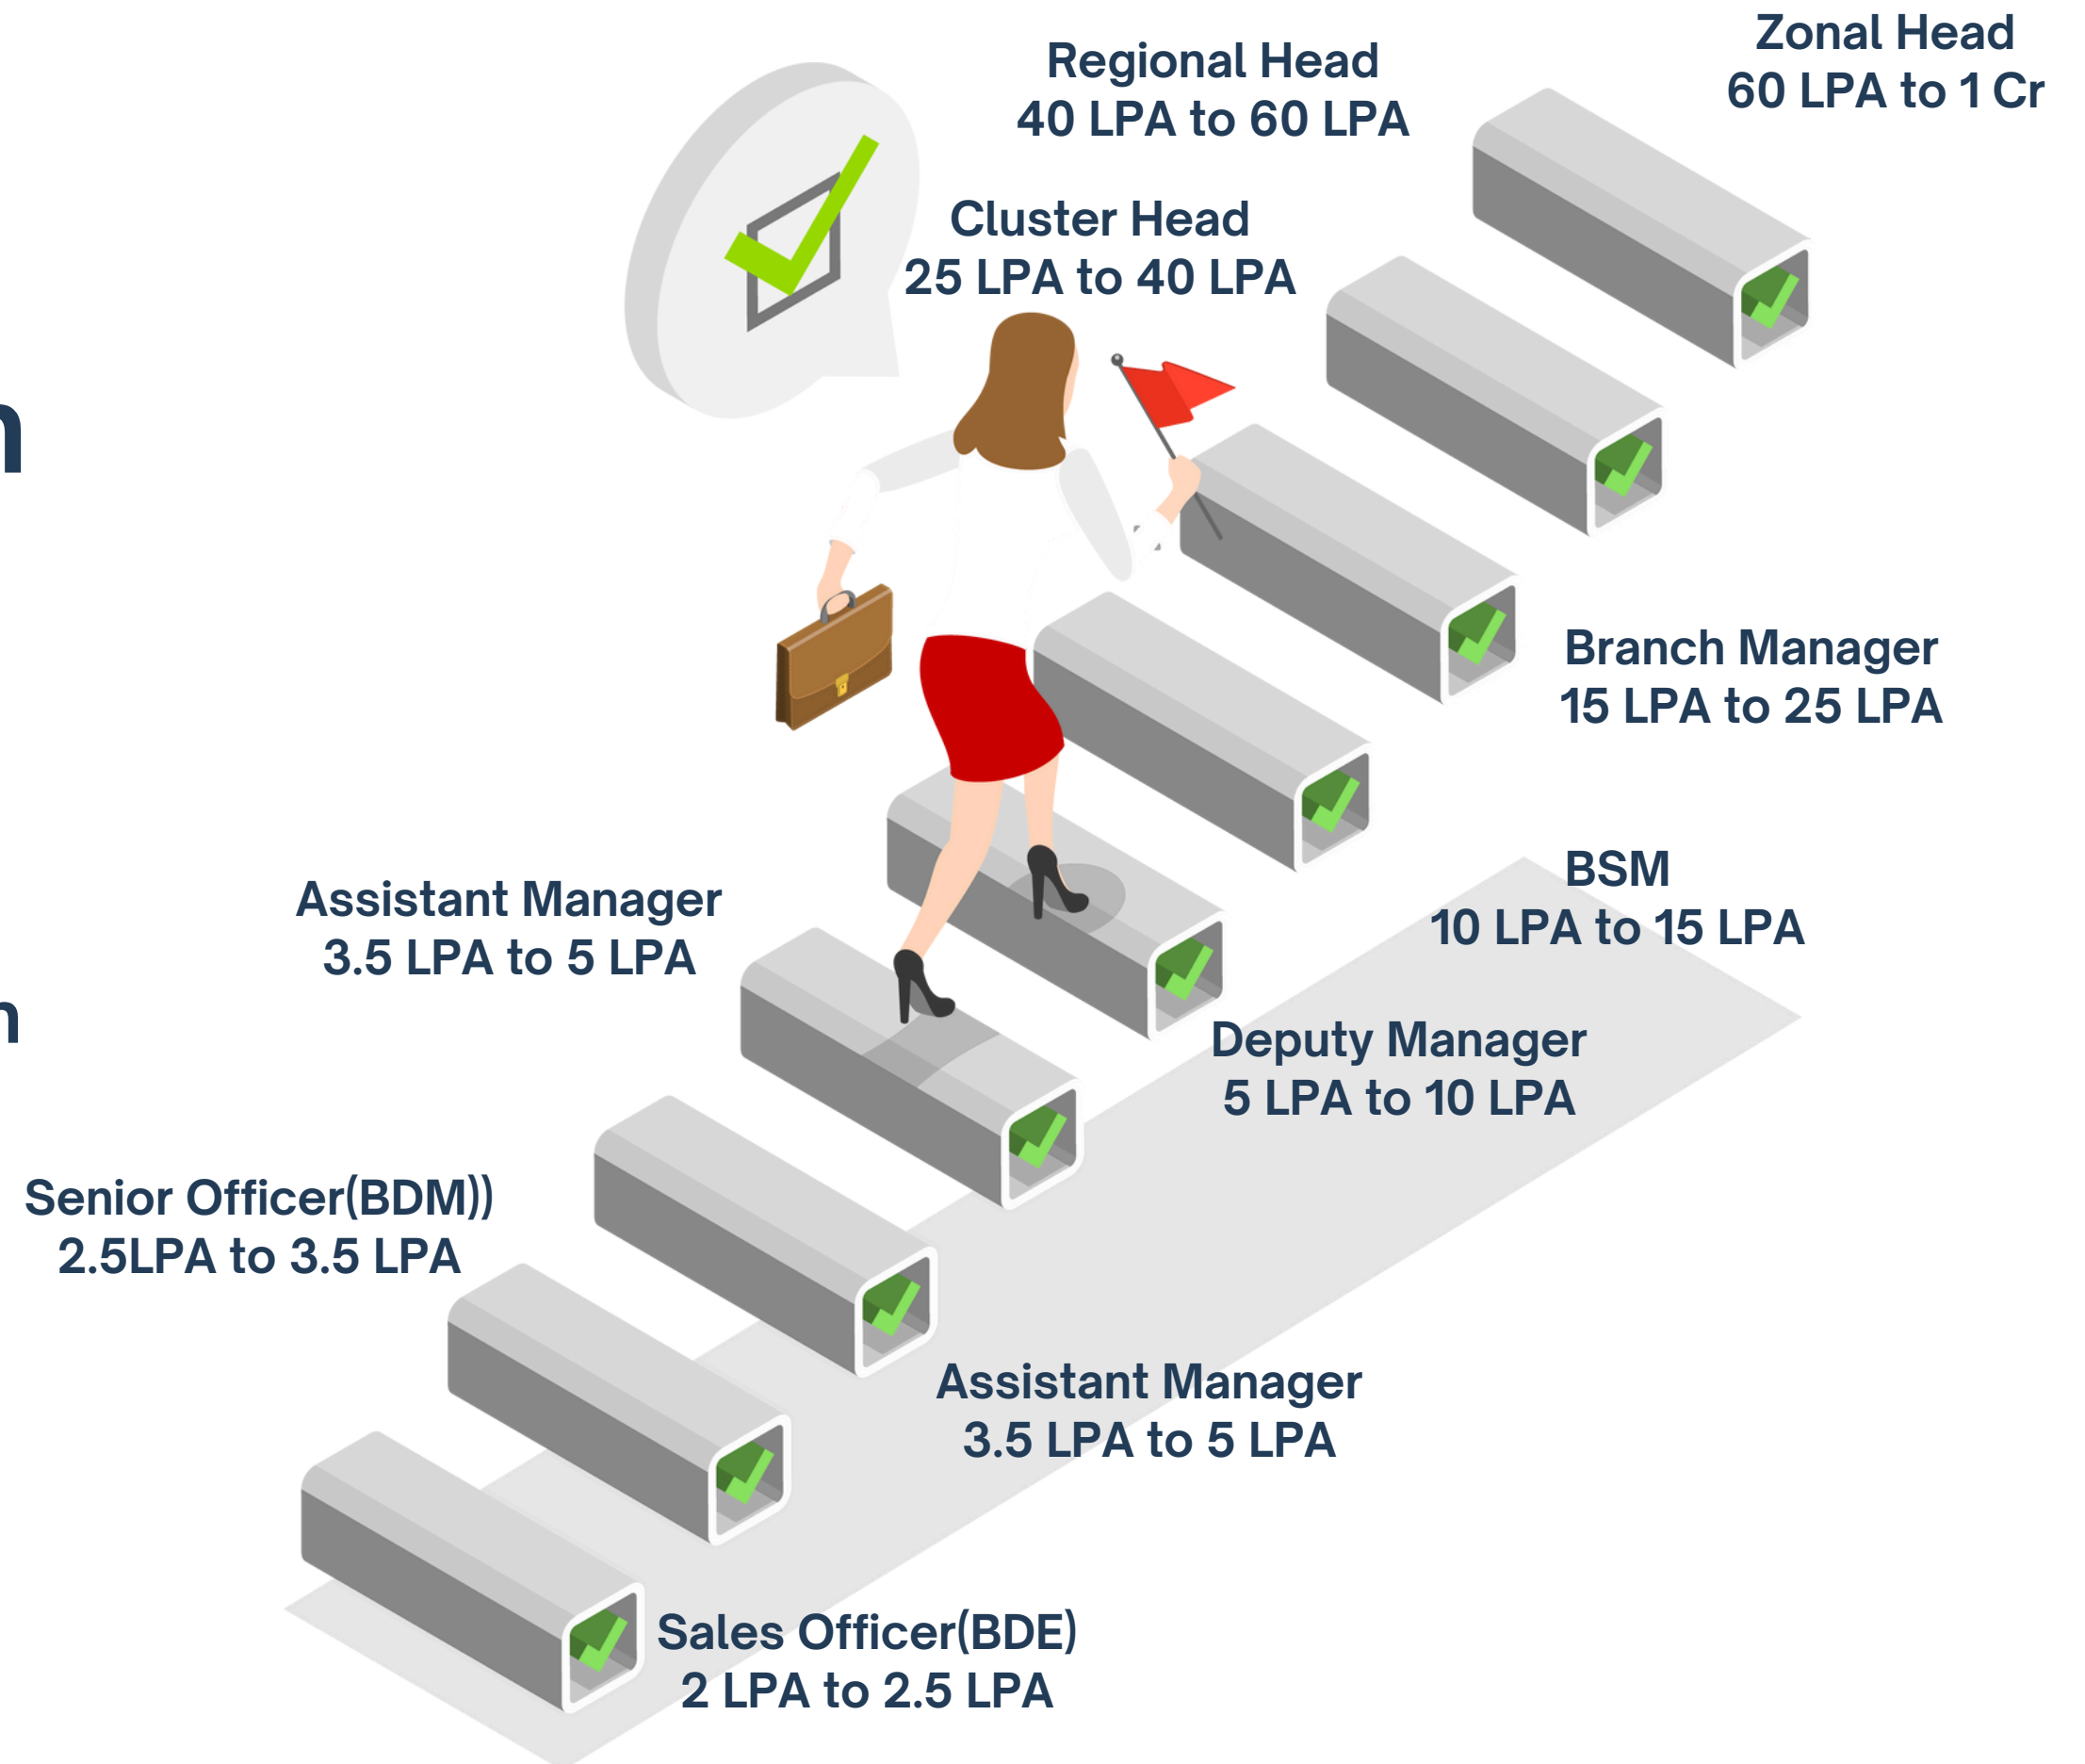 Zonal Head
60 LPA to 1 Cr
Regional Head
40 LPA to 60 LPA
Cluster Head
25 LPA to 40 LPA
Branch Manager
15 LPA to 25 LPA
BSM
10 LPA to 15 LPA
Assistant Manager
3.5 LPA to 5 LPA
Deputy Manager
5 LPA to 10 LPA
Senior Officer(BDM))
2.5LPA to 3.5 LPA
Assistant Manager
3.5 LPA to 5 LPA
Sales Officer(BDE)
2 LPA to 2.5 LPA